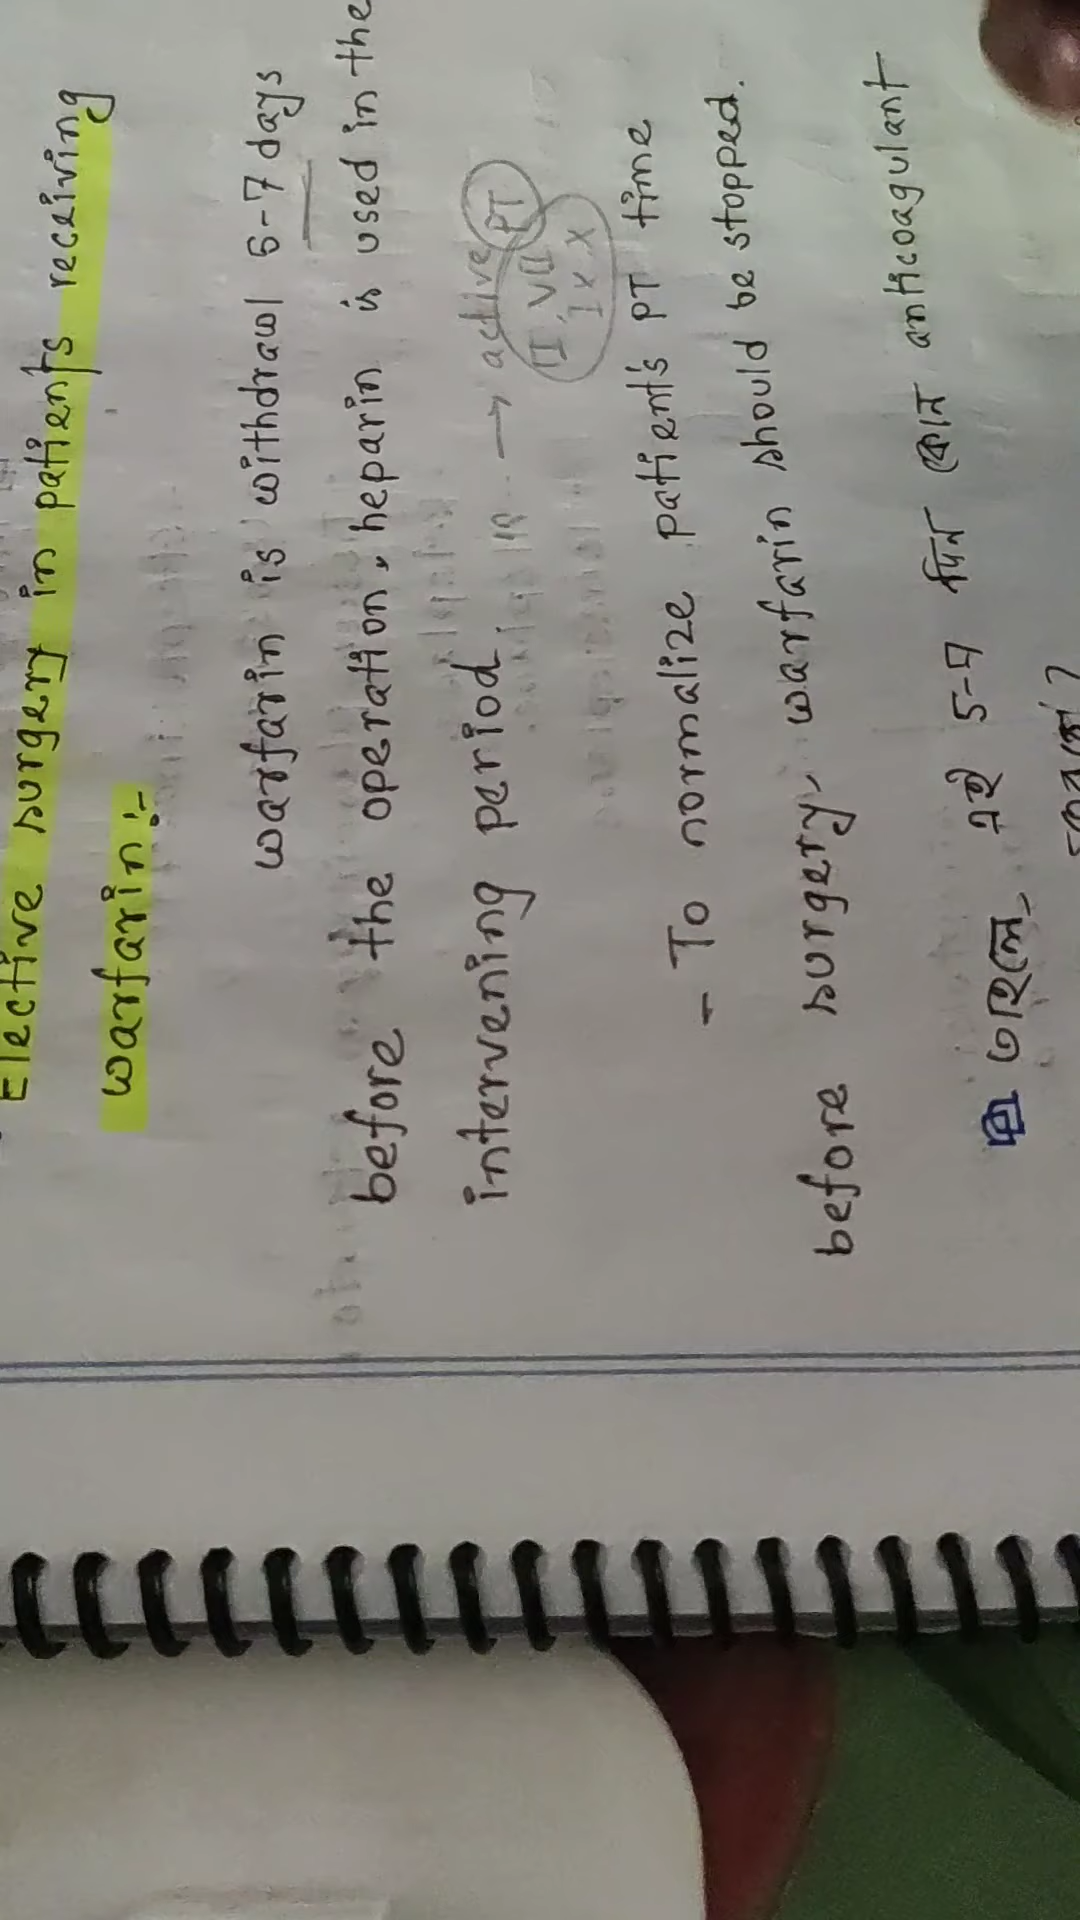 Elective surgery in patients receiving
warfarin :-
warfarin is withdrawl 5-7 days
before the operation, heparin is used in the
intervening period
→ active PT
II, VII
IX X
- To normalize patient's PT time
before surgery, warfarin should be stopped.
তাহলে, এই 5-7 দিন কোন anticoagulant